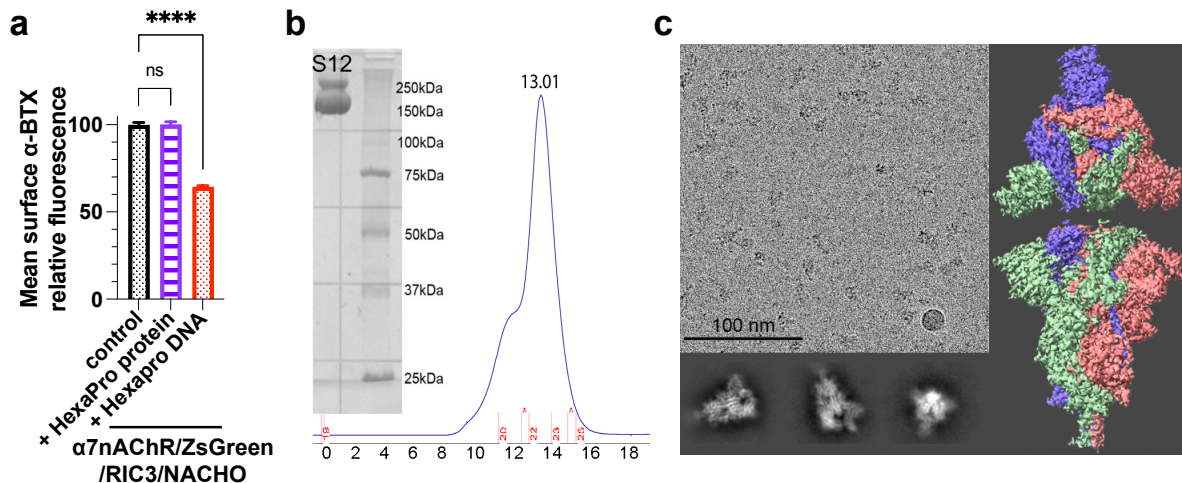 a
****
ns
Mean surface α-BTX
relative fluorescence
100
50
0
control
+ HexaPro protein
+ Hexapro DNA
α7nAChR/ZsGreen
/RIC3/NACHO
b
S12
250kDa
150kDa
100kDa
75kDa
50kDa
37kDa
25kDa
13.01
19
20
22
23
25
0 2 4 6 8 10 12 14 16 18
c
100 nm